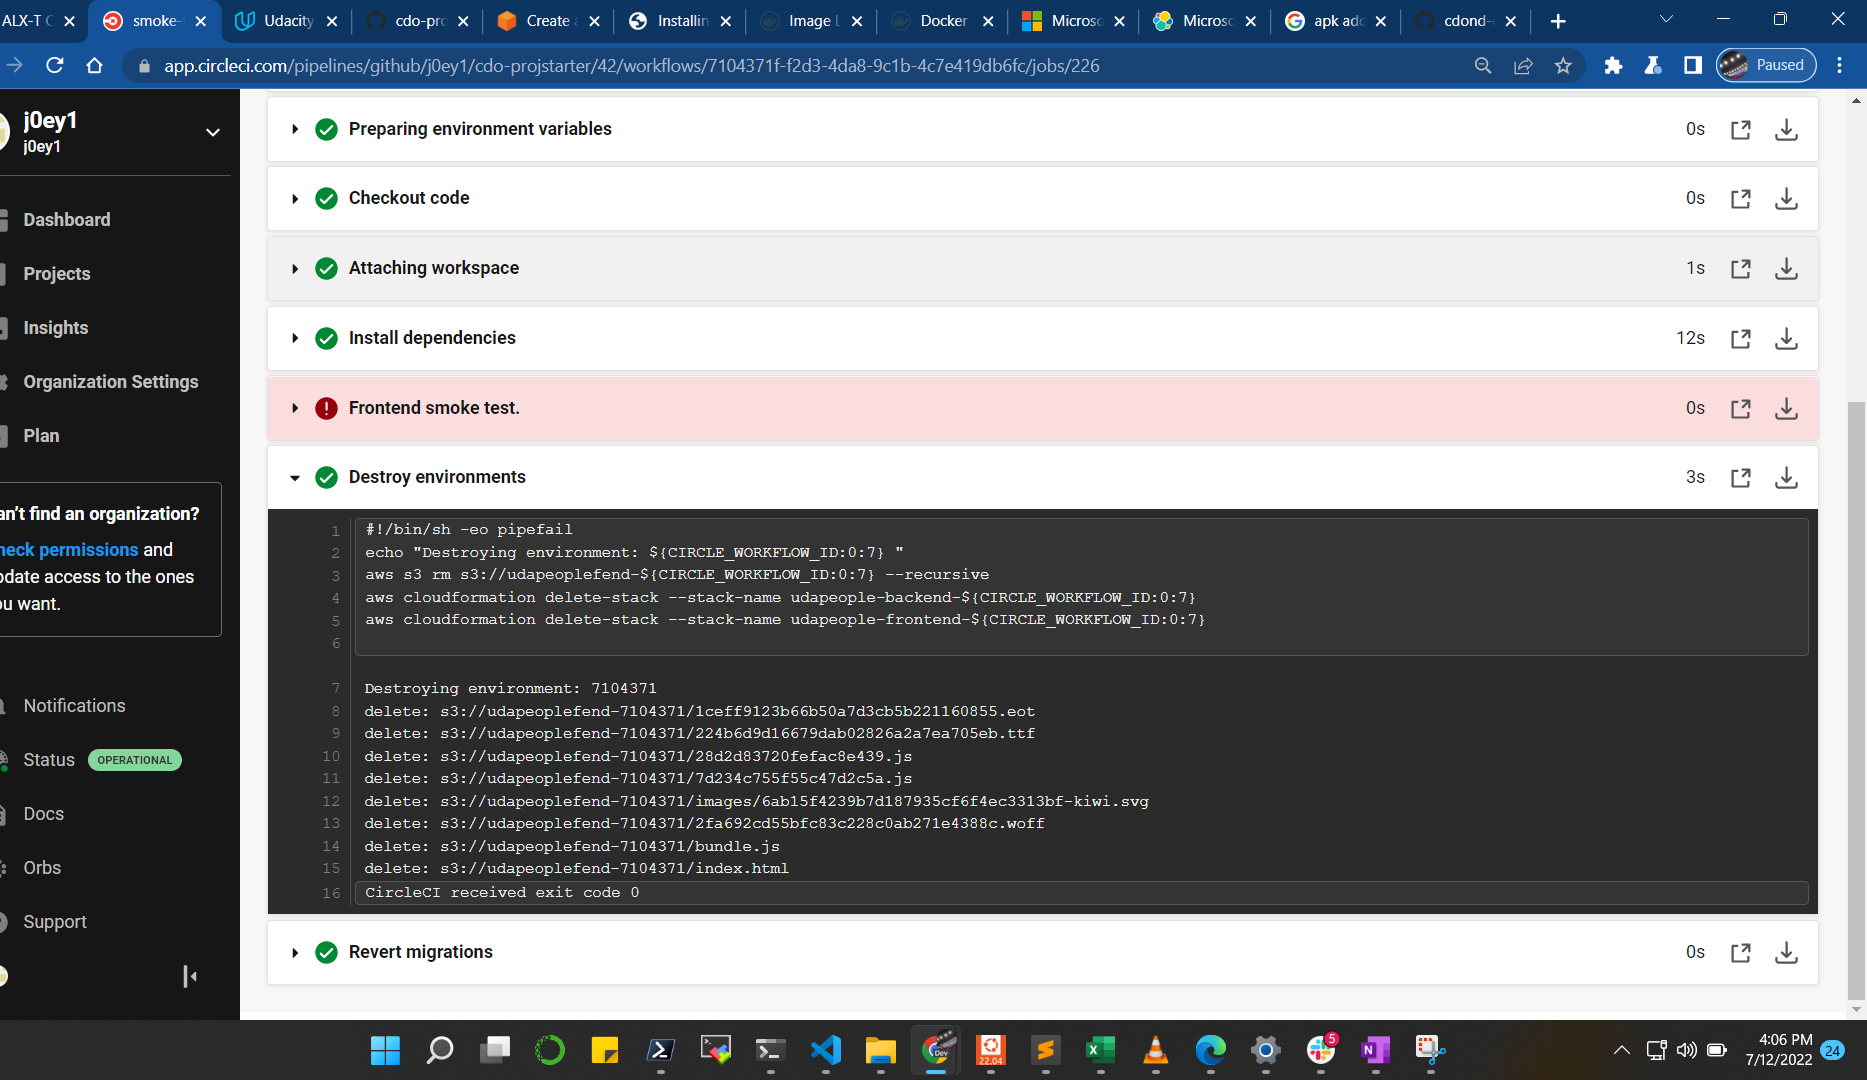 ALX-T C
smoke-
Udacity
cdo-pro
Create a
Installin
Image L
Docker
Microso
Microso
apk add
cdond-
app.circleci.com/pipelines/github/j0ey1/cdo-projstarter/42/workflows/7104371f-f2d3-4da8-9c1b-4c7e419db6fc/jobs/226
Paused
j0ey1
j0ey1
Dashboard
Projects
Insights
Organization Settings
Plan
an't find an organization?
heck permissions and
pdate access to the ones
ou want.
Notifications
Status OPERATIONAL
Docs
Orbs
Support
Preparing environment variables 0s
Checkout code 0s
Attaching workspace 1s
Install dependencies 12s
Frontend smoke test. 0s
Destroy environments 3s
1 #!/bin/sh -eo pipefail
2 echo "Destroying environment: ${CIRCLE_WORKFLOW_ID:0:7} "
3 aws s3 rm s3://udapeoplefend-${CIRCLE_WORKFLOW_ID:0:7} --recursive
4 aws cloudformation delete-stack --stack-name udapeople-backend-${CIRCLE_WORKFLOW_ID:0:7}
5 aws cloudformation delete-stack --stack-name udapeople-frontend-${CIRCLE_WORKFLOW_ID:0:7}
6
7 Destroying environment: 7104371
8 delete: s3://udapeoplefend-7104371/1ceff9123b66b50a7d3cb5b221160855.eot
9 delete: s3://udapeoplefend-7104371/224b6d9d16679dab02826a2a7ea705eb.ttf
10 delete: s3://udapeoplefend-7104371/28d2d83720fefac8e439.js
11 delete: s3://udapeoplefend-7104371/7d234c755f55c47d2c5a.js
12 delete: s3://udapeoplefend-7104371/images/6ab15f4239b7d187935cf6f4ec3313bf-kiwi.svg
13 delete: s3://udapeoplefend-7104371/2fa692cd55bfc83c228c0ab271e4388c.woff
14 delete: s3://udapeoplefend-7104371/bundle.js
15 delete: s3://udapeoplefend-7104371/index.html
16 CircleCI received exit code 0
Revert migrations 0s
Dev
22.04
5
4:06 PM
7/12/2022
24